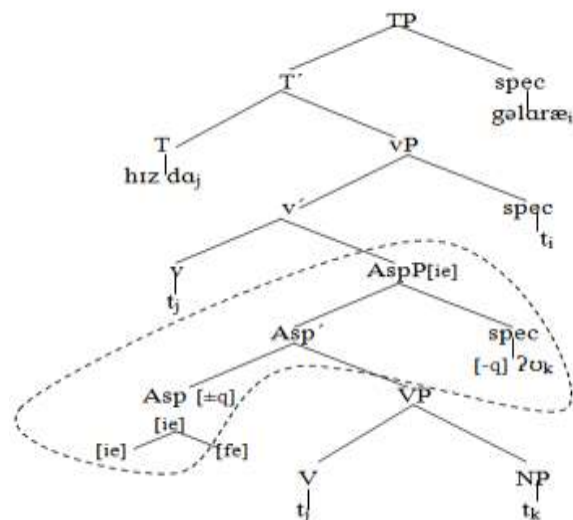 TP
T´ spec
gəlɑræᵢ
T vP
hɪz dɑⱼ
v´ spec
tᵢ
v AspP[ie]
tⱼ
Asp´ spec
[-q] ʔʊₖ
Asp [±q] VP
[ie]
[ie] [fe]
V NP
tⱼ tₖ